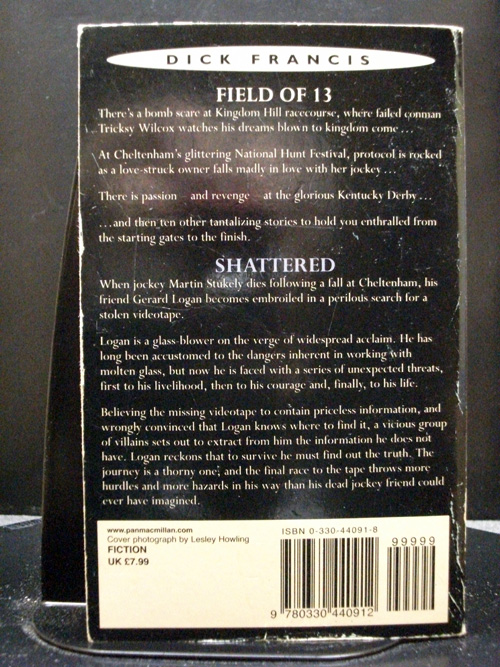 DICK FRANCIS
FIELD OF 13
There's a bomb scare at Kingdom Hill racecourse, where failed conman
Tricksy Wilcox watches his dreams blown to kingdom come ...
At Cheltenham's glittering National Hunt Festival, protocol is rocked
as a love-struck owner falls madly in love with her jockey ...
There is passion – and revenge – at the glorious Kentucky Derby ...
...and then ten other tantalizing stories to hold you enthralled from
the starting gates to the finish.
SHATTERED
When jockey Martin Stukely dies following a fall at Cheltenham, his
friend Gerard Logan becomes embroiled in a perilous search for a
stolen videotape.
Logan is a glass-blower on the verge of widespread acclaim. He has
long been accustomed to the dangers inherent in working with
molten glass, but now he is faced with a series of unexpected threats,
first to his livelihood, then to his courage and, finally, to his life.
Believing the missing videotape to contain priceless information, and
wrongly convinced that Logan knows where to find it, a vicious group
of villains sets out to extract from him the information he does not
have. Logan reckons that to survive he must find out the truth. The
journey is a thorny one, and the final race to the tape throws more
hurdles and more hazards in his way than his dead jockey friend could
ever have imagined.
www.panmacmillan.com
Cover photograph by Lesley Howling
FICTION
UK £7.99
ISBN 0-330-44091-8
99999
9 780330 440912